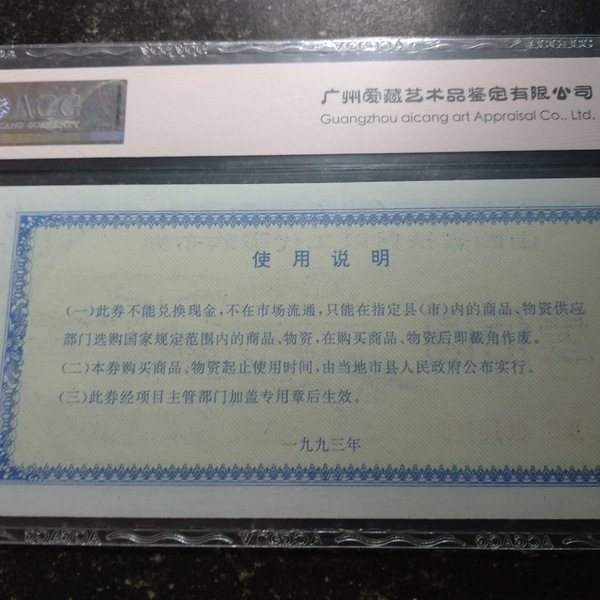 ACG
广州爱藏艺术品鉴定有限公司
Guangzhou aicang art Appraisal Co., Ltd.
使用说明
(一)此券不能兑换现金,不在市场流通,只能在指定县(市)内的商品、物资供应
部门选购国家规定范围内的商品、物资,在购买商品、物资后即截角作废。
(二)本券购买商品、物资起止使用时间,由当地市县人民政府公布实行。
(三)此券经项目主管部门加盖专用章后生效。
一九九三年